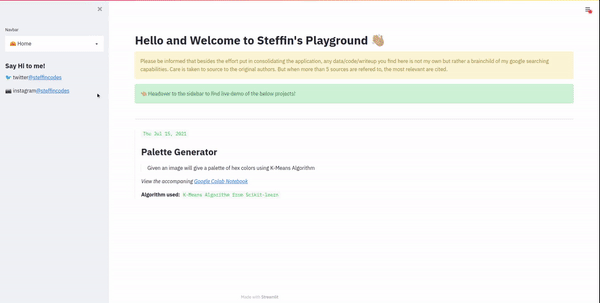 Navbar
Home
Say Hi to me!
twitter@steffincodes
instagram@steffincodes
Hello and Welcome to Steffin's Playground
Please be informed that besides the effort put in consolidating the application, any data/code/writeup you find here is not my own but rather a brainchild of my google searching
capabilities. Care is taken to source to the original authors. But when more than 5 sources are refered to, the most relevant are cited.
Headover to the sidebar to find live demo of the below projects!
Thu Jul 15, 2021
Palette Generator
Given an image will give a palette of hex colors using K-Means Algorithm
View the accompaning Google Colab Notebook
Algorithm used: K-Means Algorithm from Scikit-learn
Made with Streamlit